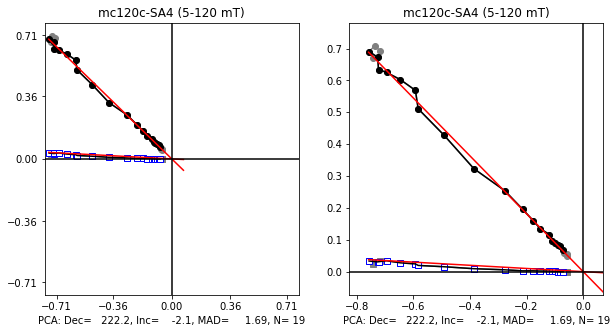 mc120c-SA4 (5-120 mT)
0.71
0.36
0.00
−0.36
−0.71
−0.71 −0.36 0.00 0.36 0.71
PCA: Dec= 222.2, Inc= -2.1, MAD= 1.69, N= 19
mc120c-SA4 (5-120 mT)
0.7
0.6
0.5
0.4
0.3
0.2
0.1
0.0
−0.8 −0.6 −0.4 −0.2 0.0
PCA: Dec= 222.2, Inc= -2.1, MAD= 1.69, N= 19